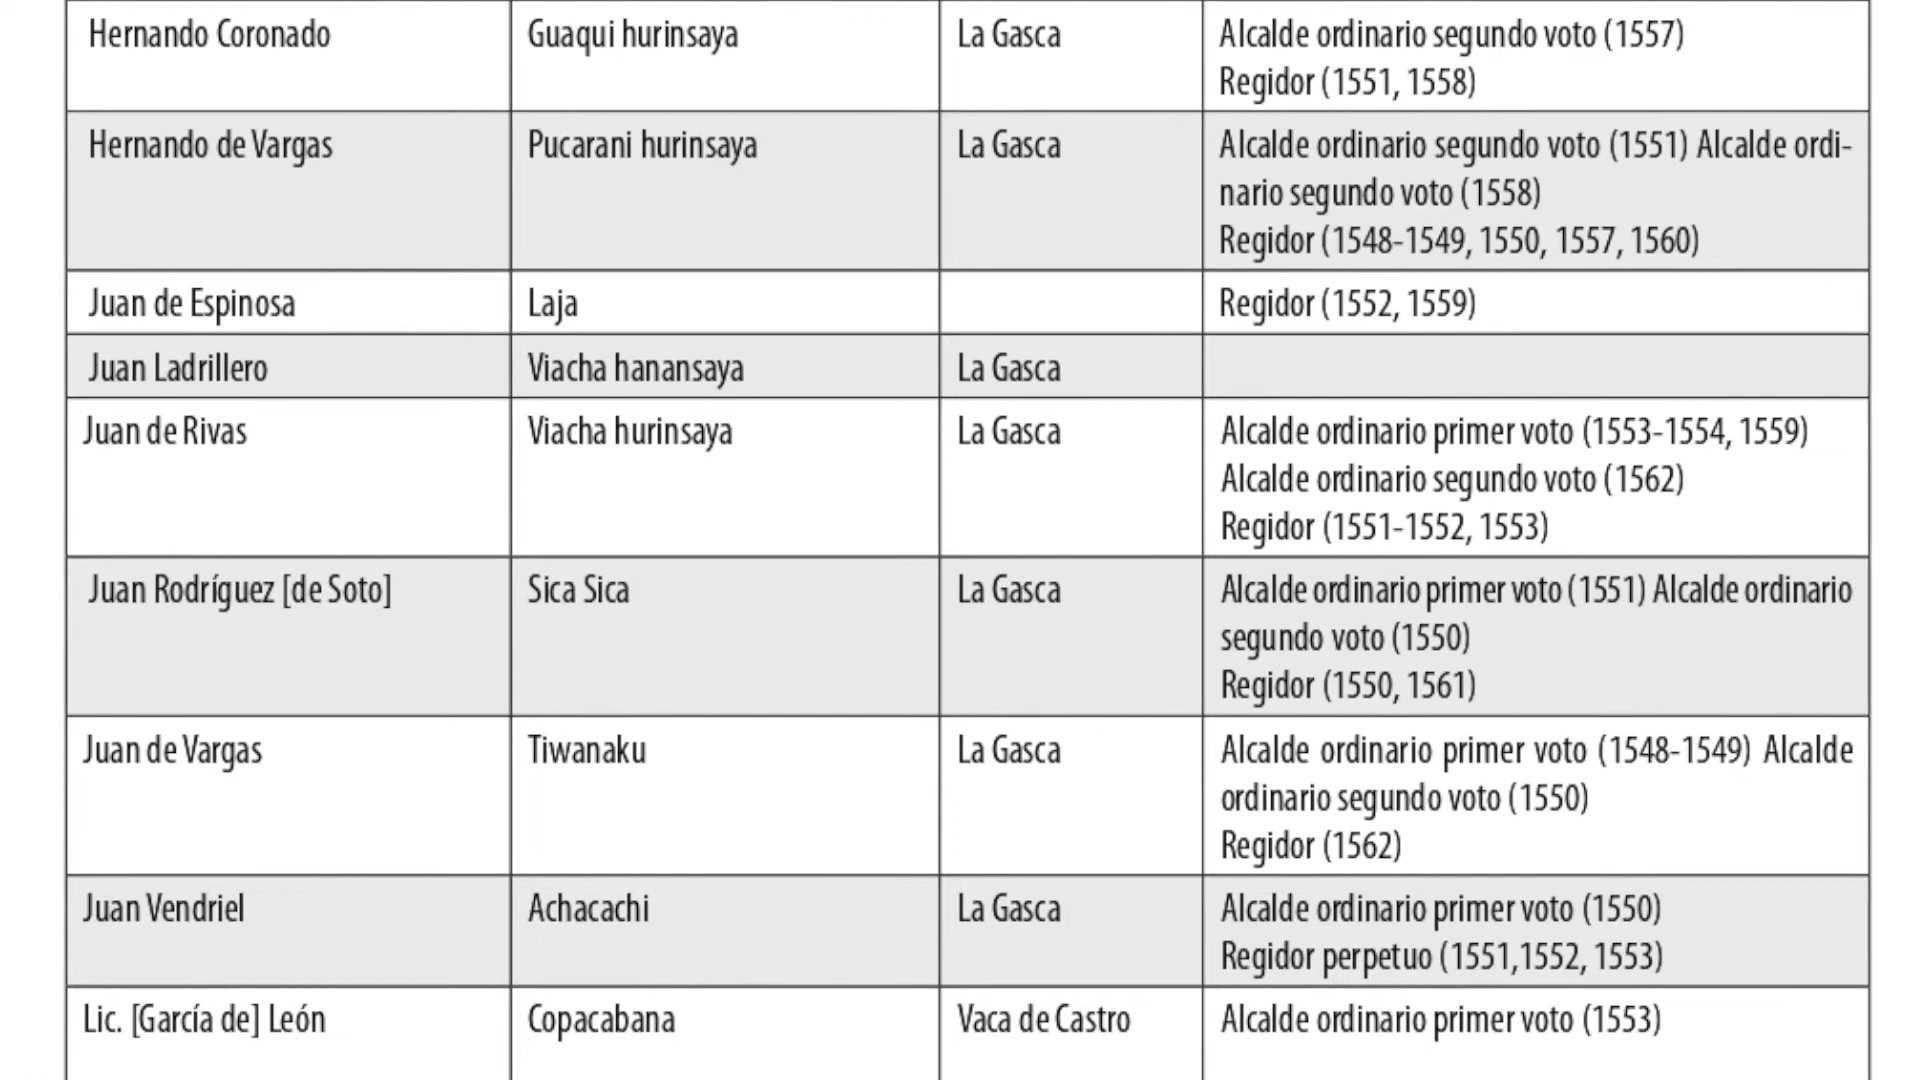 Hernando Coronado Guaqui hurinsaya La Gasca Alcalde ordinario segundo voto (1557)
Regidor (1551, 1558)
Hernando de Vargas Pucarani hurinsaya La Gasca Alcalde ordinario segundo voto (1551) Alcalde ordi-
nario segundo voto (1558)
Regidor (1548-1549, 1550, 1557, 1560)
Juan de Espinosa Laja Regidor (1552, 1559)
Juan Ladrillero Viacha hanansaya La Gasca
Juan de Rivas Viacha hurinsaya La Gasca Alcalde ordinario primer voto (1553-1554, 1559)
Alcalde ordinario segundo voto (1562)
Regidor (1551-1552, 1553)
Juan Rodríguez [de Soto] Sica Sica La Gasca Alcalde ordinario primer voto (1551) Alcalde ordinario
segundo voto (1550)
Regidor (1550, 1561)
Juan de Vargas Tiwanaku La Gasca Alcalde ordinario primer voto (1548-1549) Alcalde
ordinario segundo voto (1550)
Regidor (1562)
Juan Vendriel Achacachi La Gasca Alcalde ordinario primer voto (1550)
Regidor perpetuo (1551,1552, 1553)
Lic. [García de] León Copacabana Vaca de Castro Alcalde ordinario primer voto (1553)